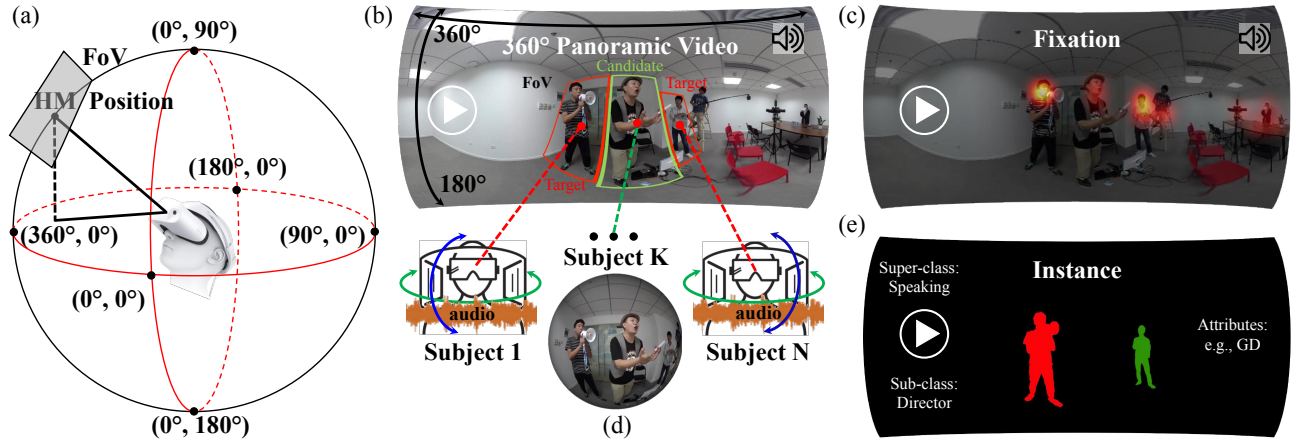 (a)
(0°, 90°)
FoV
HM Position
(180°, 0°)
(360°, 0°)
(90°, 0°)
(0°, 0°)
(0°, 180°)
(b)
360°
360° Panoramic Video
Candidate
FoV
Target
Target
180°
Subject K
audio
audio
Subject 1
Subject N
(d)
(c)
Fixation
(e)
Super-class:
Speaking
Instance
Attributes:
e.g., GD
Sub-class:
Director